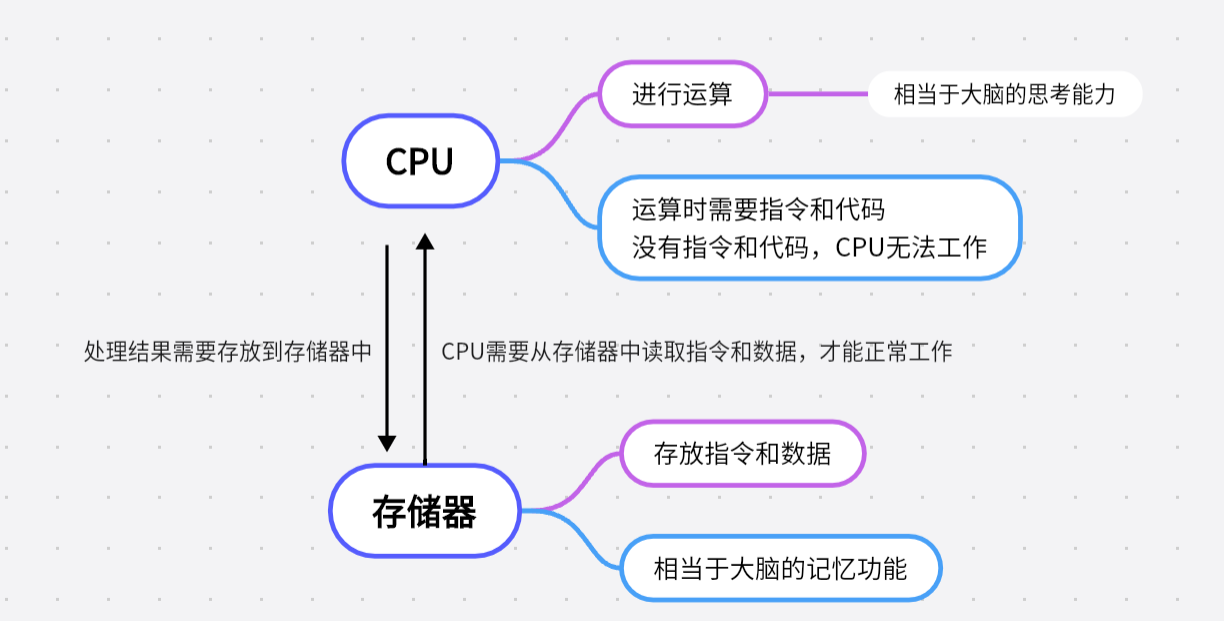 进行运算
相当于大脑的思考能力
CPU
运算时需要指令和代码
没有指令和代码，CPU无法工作
处理结果需要存放到存储器中
CPU需要从存储器中读取指令和数据，才能正常工作
存放指令和数据
存储器
相当于大脑的记忆功能